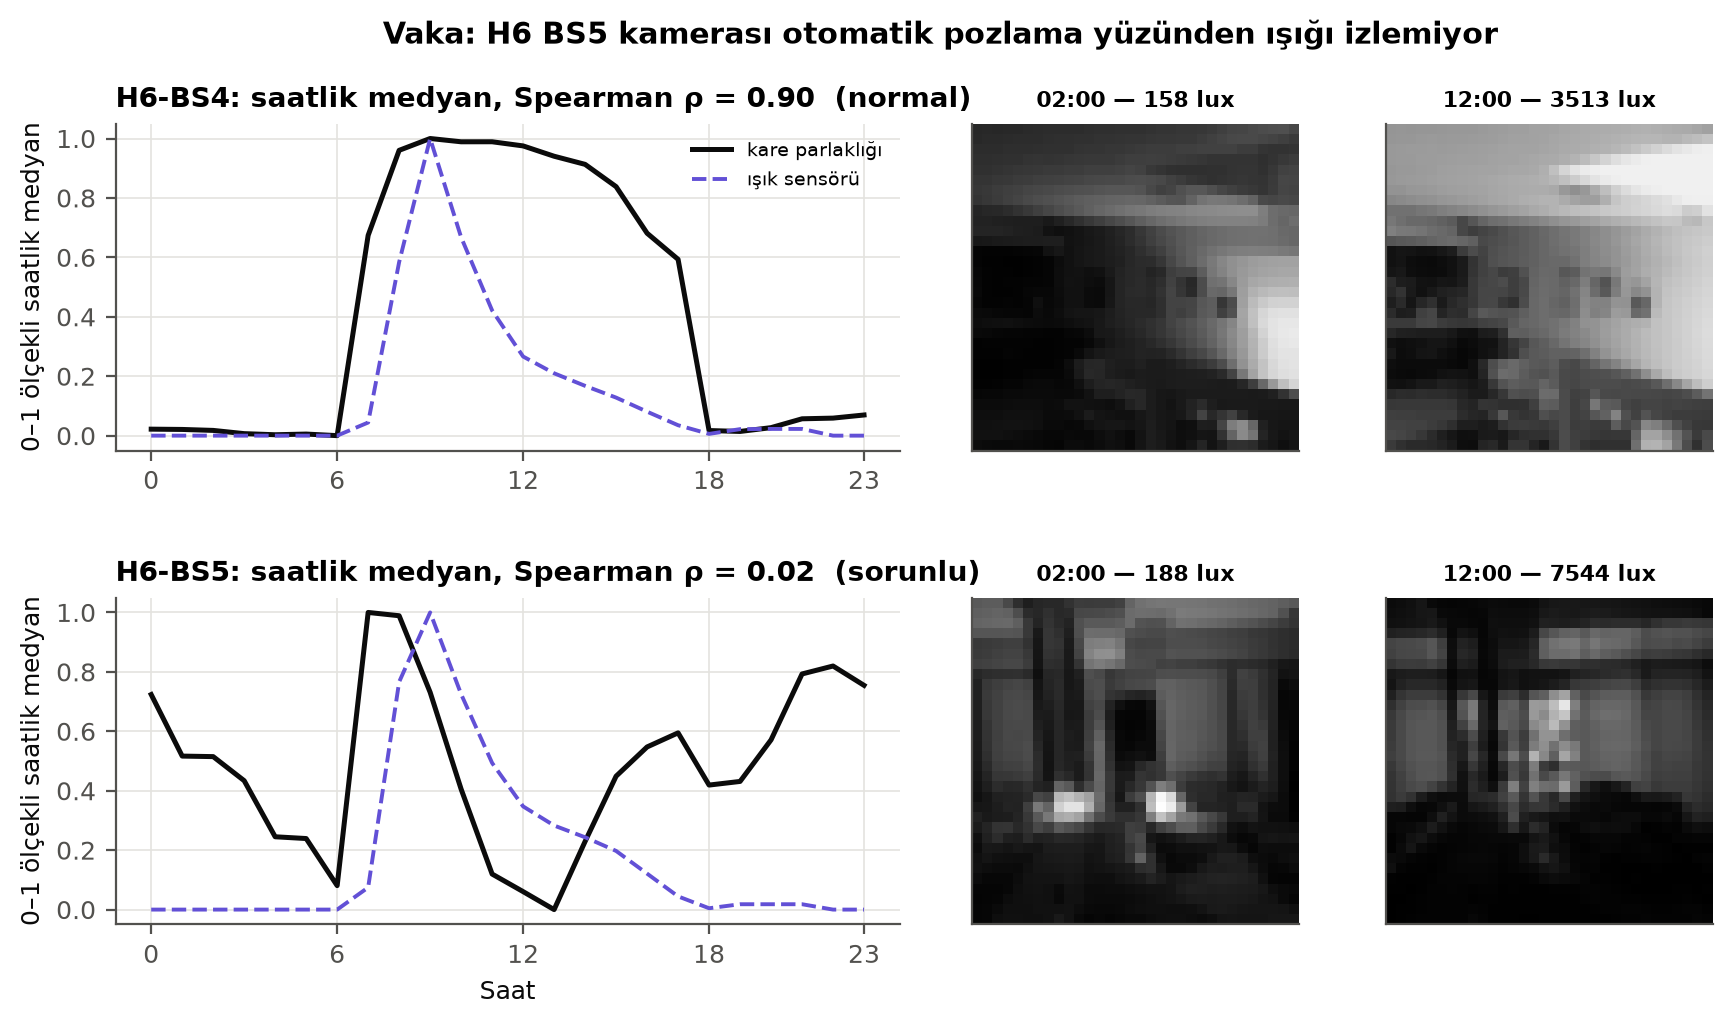 Vaka: H6 BS5 kamerası otomatik pozlama yüzünden ışığı izlemiyor
H6-BS4: saatlik medyan, Spearman ρ = 0.90 (normal)
02:00 — 158 lux
12:00 — 3513 lux
0–1 ölçekli saatlik medyan
1.0
0.8
0.6
0.4
0.2
0.0
kare parlaklığı
ışık sensörü
0 6 12 18 23
H6-BS5: saatlik medyan, Spearman ρ = 0.02 (sorunlu)
02:00 — 188 lux
12:00 — 7544 lux
0–1 ölçekli saatlik medyan
1.0
0.8
0.6
0.4
0.2
0.0
0 6 12 18 23
Saat